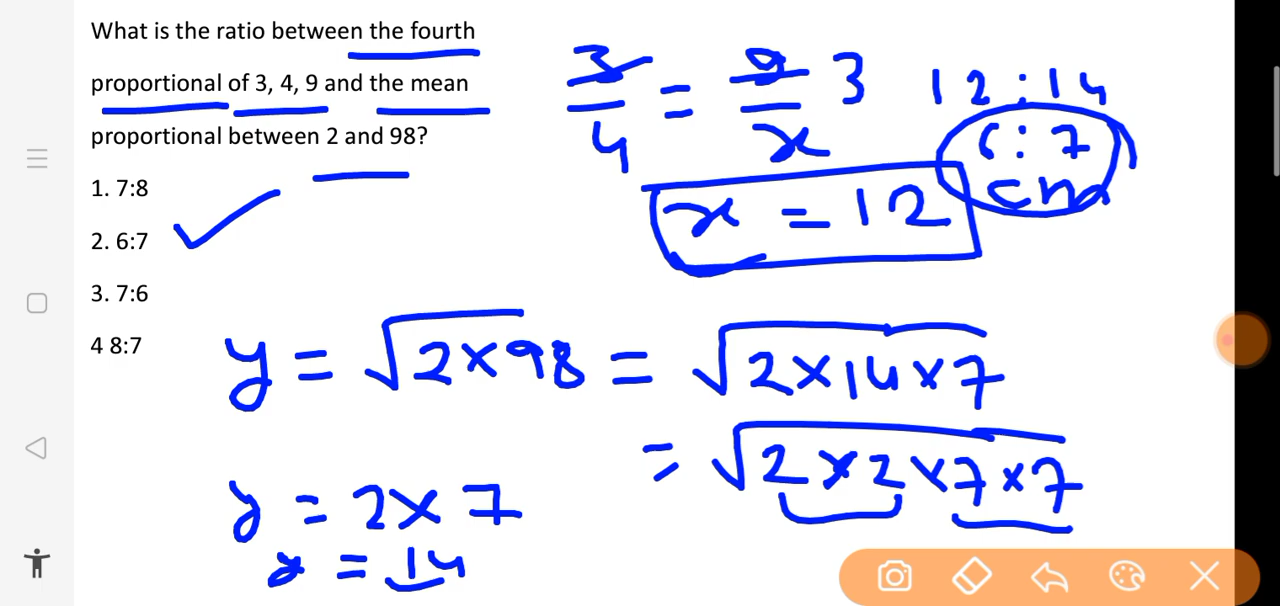 What is the ratio between the fourth
proportional of 3, 4, 9 and the mean
proportional between 2 and 98?
1. 7:8
2. 6:7
3. 7:6
4 8:7
3/4 = 9/x 3
x = 12
12:14
6:7
y = √2×98 = √2×14×7
= √2×2×7×7
y = 2×7
= 14